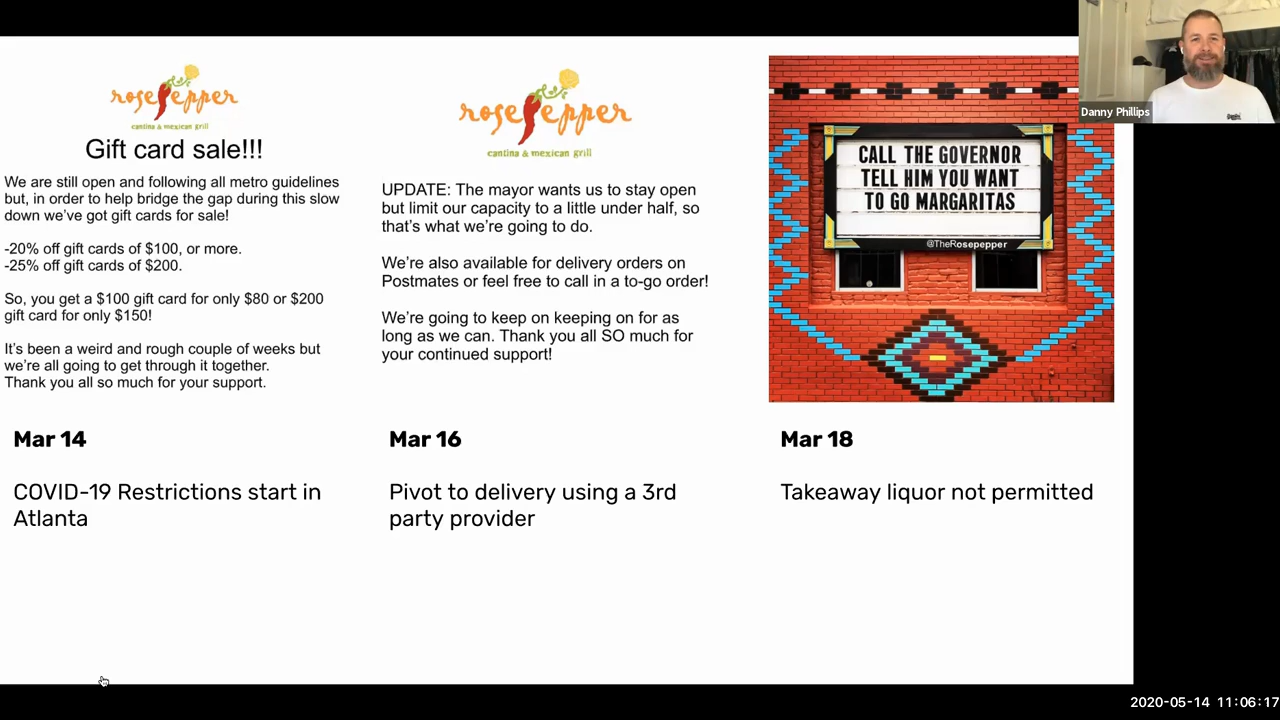 rosepepper
cantina & mexican grill
Gift card sale!!!
We are still open and following all metro guidelines
but, in order to help bridge the gap during this slow
down we’ve got gift cards for sale!
-20% off gift cards of $100, or more.
-25% off gift cards of $200.
So, you get a $100 gift card for only $80 or $200
gift card for only $150!
It’s been a weird and rough couple of weeks but
we’re all going to get through it together.
Thank you all so much for your support.
Mar 14
COVID-19 Restrictions start in
Atlanta
rosepepper
cantina & mexican grill
UPDATE: The mayor wants us to stay open
but limit our capacity to a little under half, so
that’s what we’re going to do.
We’re also available for delivery orders on
Postmates or feel free to call in a to-go order!
We’re going to keep on keeping on for as
long as we can. Thank you all SO much for
your continued support!
Mar 16
Pivot to delivery using a 3rd
party provider
CALL THE GOVERNOR
TELL HIM YOU WANT
TO GO MARGARITAS
@TheRosepepper
Mar 18
Takeaway liquor not permitted
Danny Phillips
2020-05-14 11:06:17